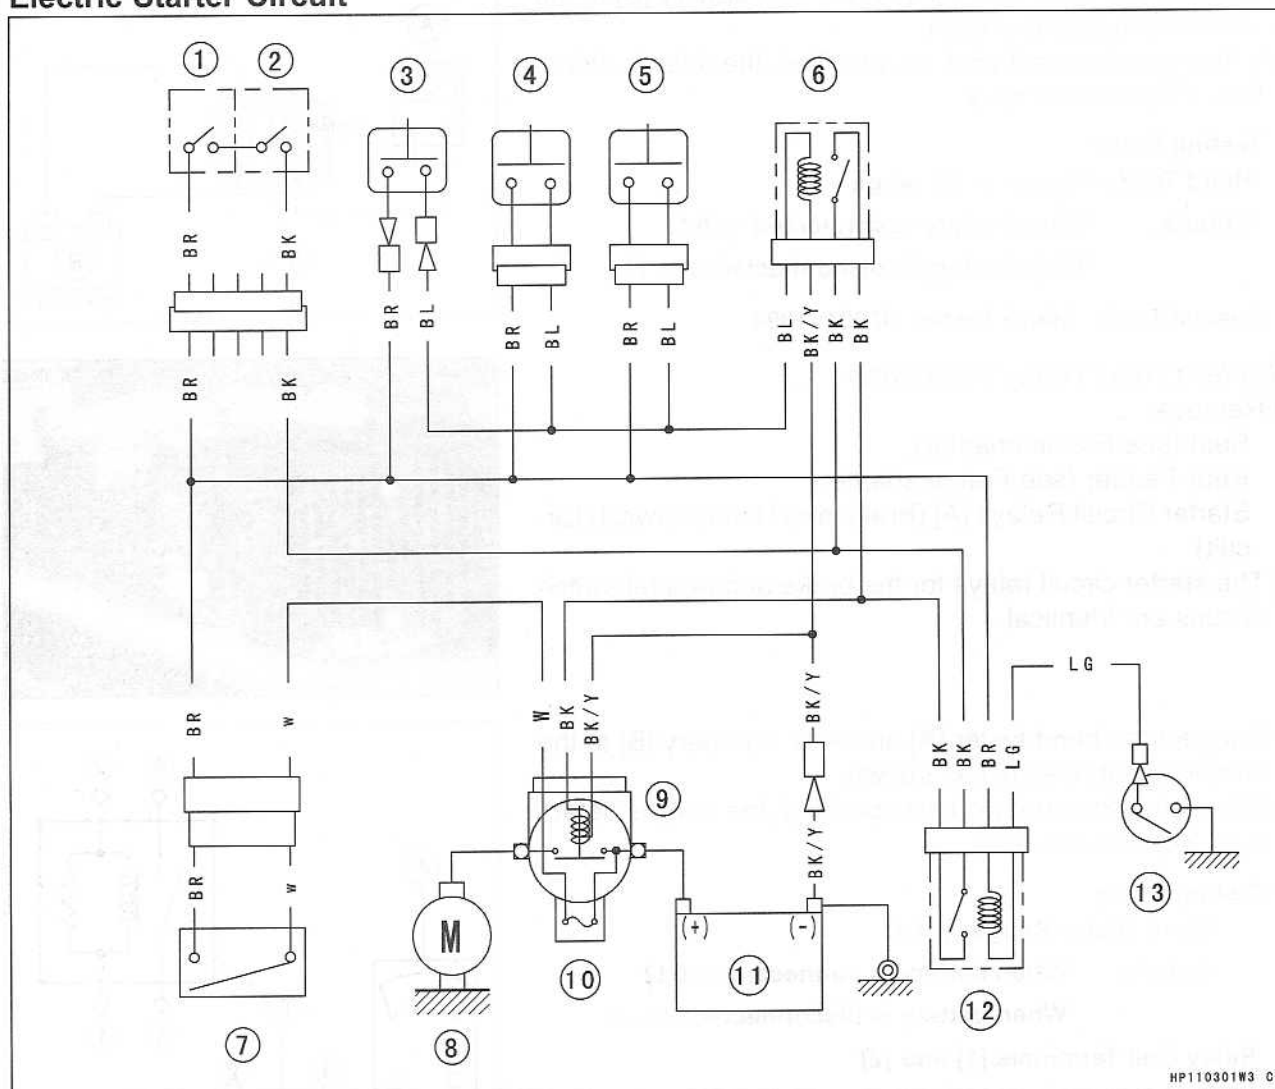 Electric Starter Circuit
1 2 3 4 5 6
BR BK BR BL BR BL BR BL BL BK/Y BK BK
BR BK
LG
BR w W BK BK/Y BK/Y BK BK BR LG
9
BR w BK/Y 13
M (+) (-)
10 11 12
7 8
HP110301W3 C